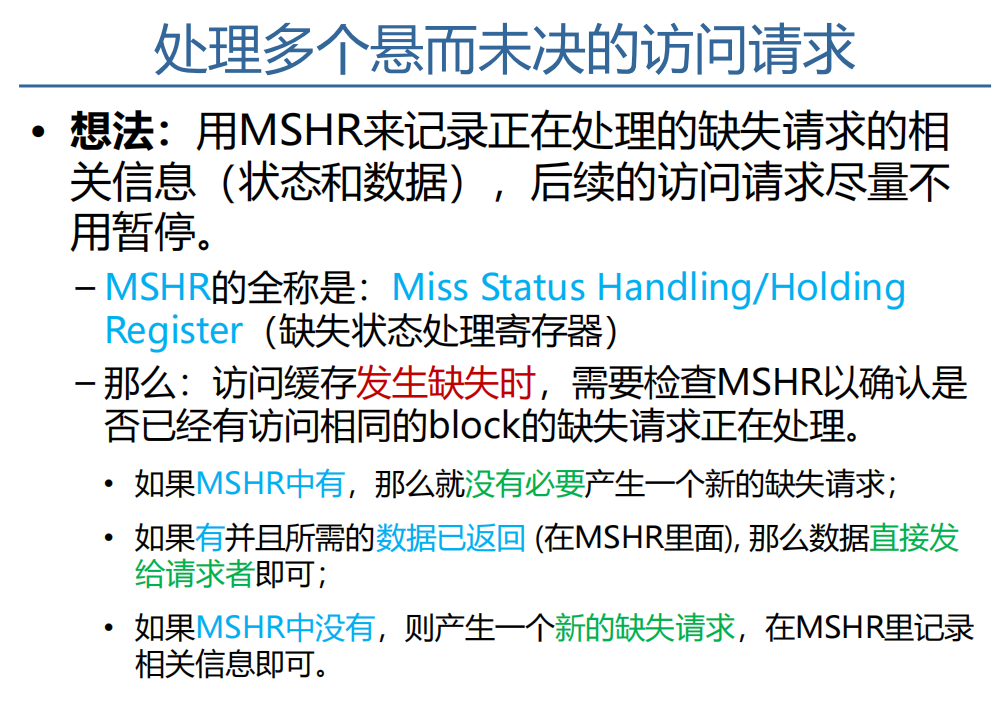 处理多个悬而未决的访问请求
• 想法：用MSHR来记录正在处理的缺失请求的相
关信息（状态和数据），后续的访问请求尽量不
用暂停。
– MSHR的全称是：Miss Status Handling/Holding
Register（缺失状态处理寄存器）
– 那么：访问缓存发生缺失时，需要检查MSHR以确认是
否已经有访问相同的block的缺失请求正在处理。
• 如果MSHR中有，那么就没有必要产生一个新的缺失请求；
• 如果有并且所需的数据已返回 (在MSHR里面), 那么数据直接发
给请求者即可；
• 如果MSHR中没有，则产生一个新的缺失请求，在MSHR里记录
相关信息即可。